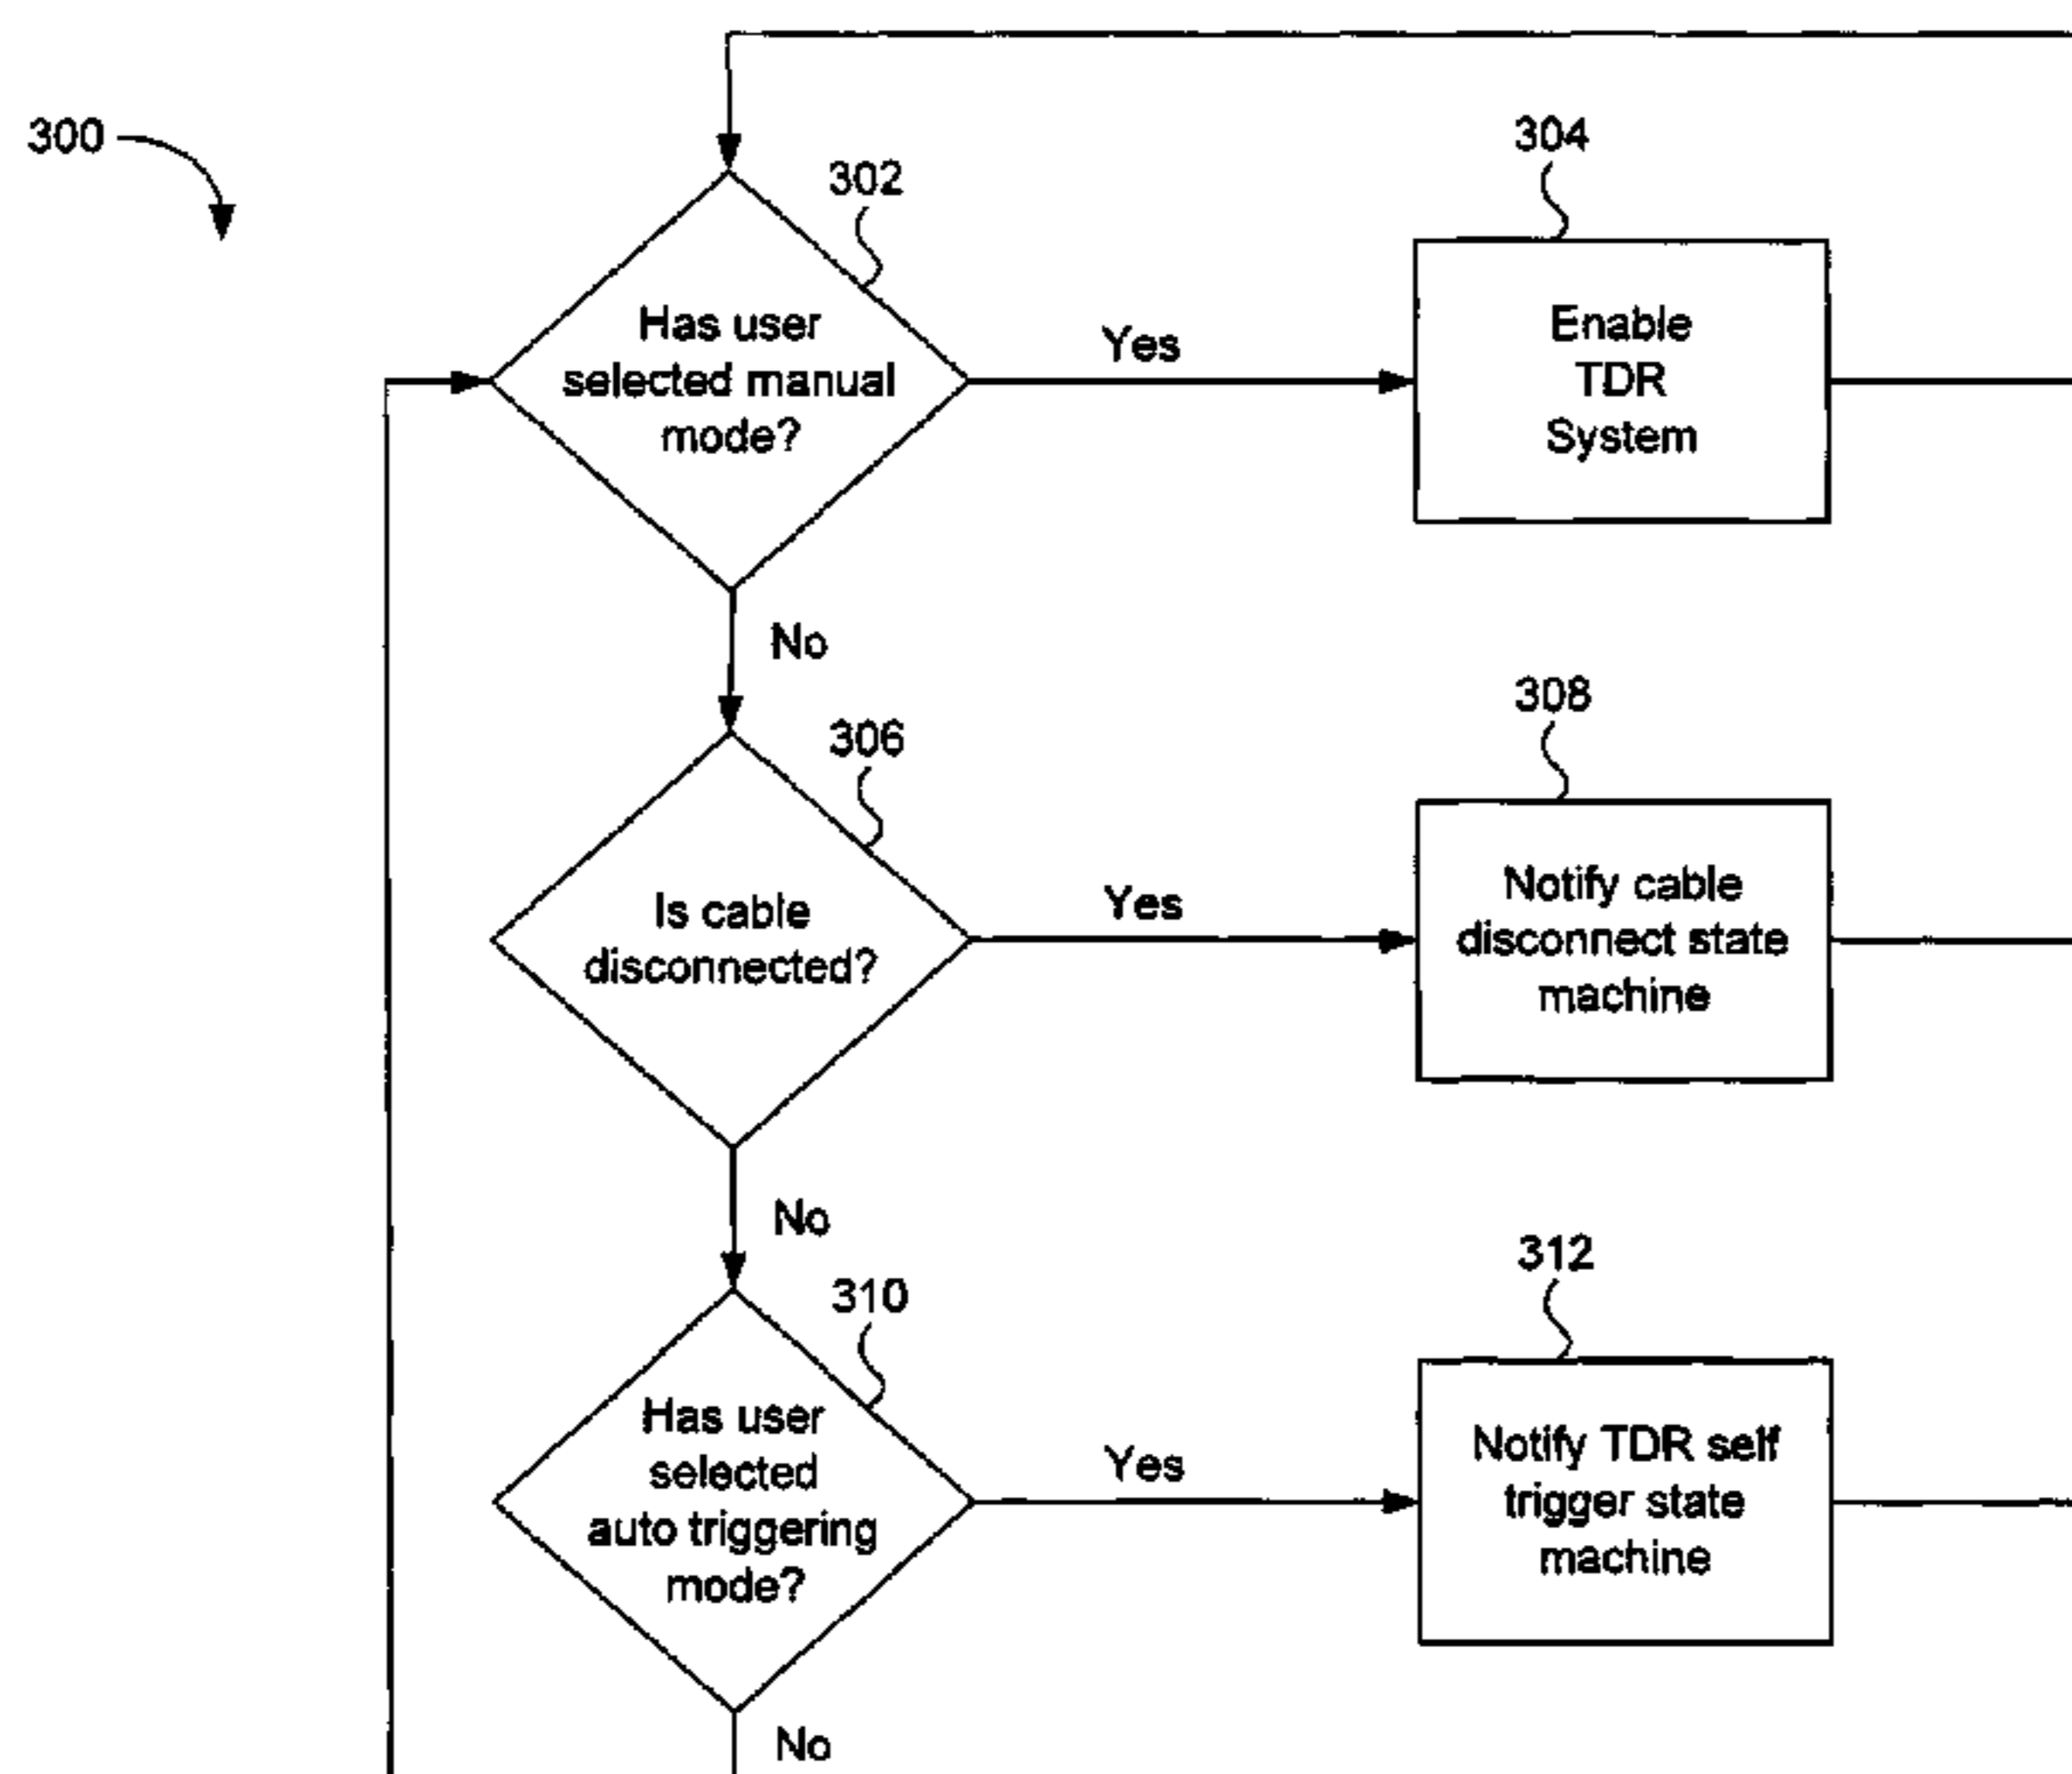 300
302
304
Has user
selected manual
mode?
Yes
Enable
TDR
System
No
306
308
Is cable
disconnected?
Yes
Notify cable
disconnect state
machine
No
310
312
Has user
selected
auto triggering
mode?
Yes
Notify TDR self
trigger state
machine
No